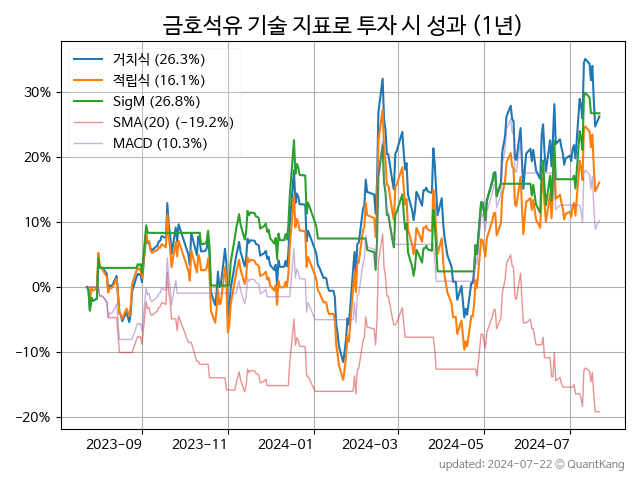 금호석유 기술 지표로 투자 시 성과 (1년)
거치식 (26.3%)
적립식 (16.1%)
SigM (26.8%)
SMA(20) (−19.2%)
MACD (10.3%)
30%
20%
10%
0%
−10%
−20%
2023-09 2023-11 2024-01 2024-03 2024-05 2024-07
updated: 2024-07-22 © QuantKang